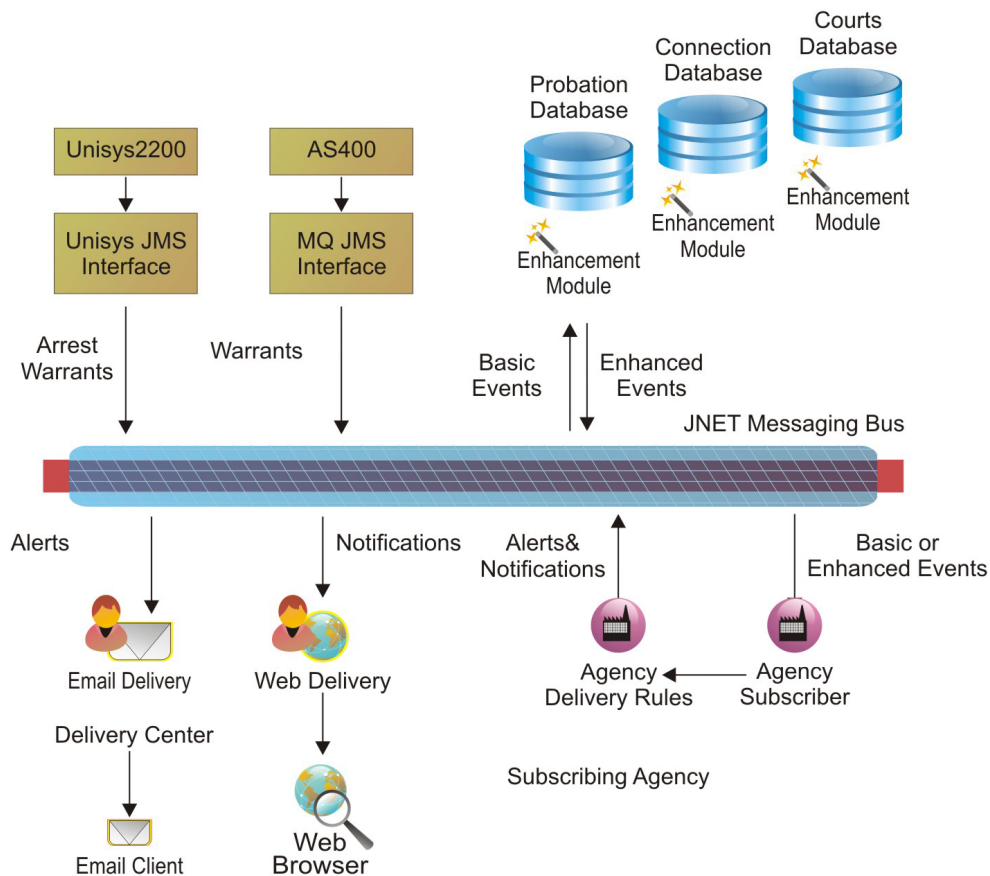 Courts
Database
Connection
Database
Probation
Database
Unisys2200
AS400
Enhancement
Module
Enhancement
Module
Enhancement
Module
Unisys JMS
Interface
MQ JMS
Interface
Arrest
Warrants
Warrants
Basic
Events
Enhanced
Events
JNET Messaging Bus
Alerts
Notifications
Alerts&
Notifications
Basic or
Enhanced Events
Email Delivery
Web Delivery
Agency
Delivery Rules
Agency
Subscriber
Delivery Center
Subscribing Agency
Email Client
Web
Browser